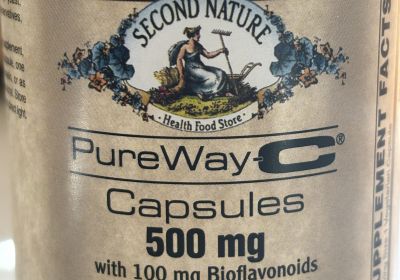 SECOND NATURE
· Health Food Store ·
PureWay-C®
Capsules
500 mg
with 100 mg Bioflavonoids
SUPPLEMENT FACTS